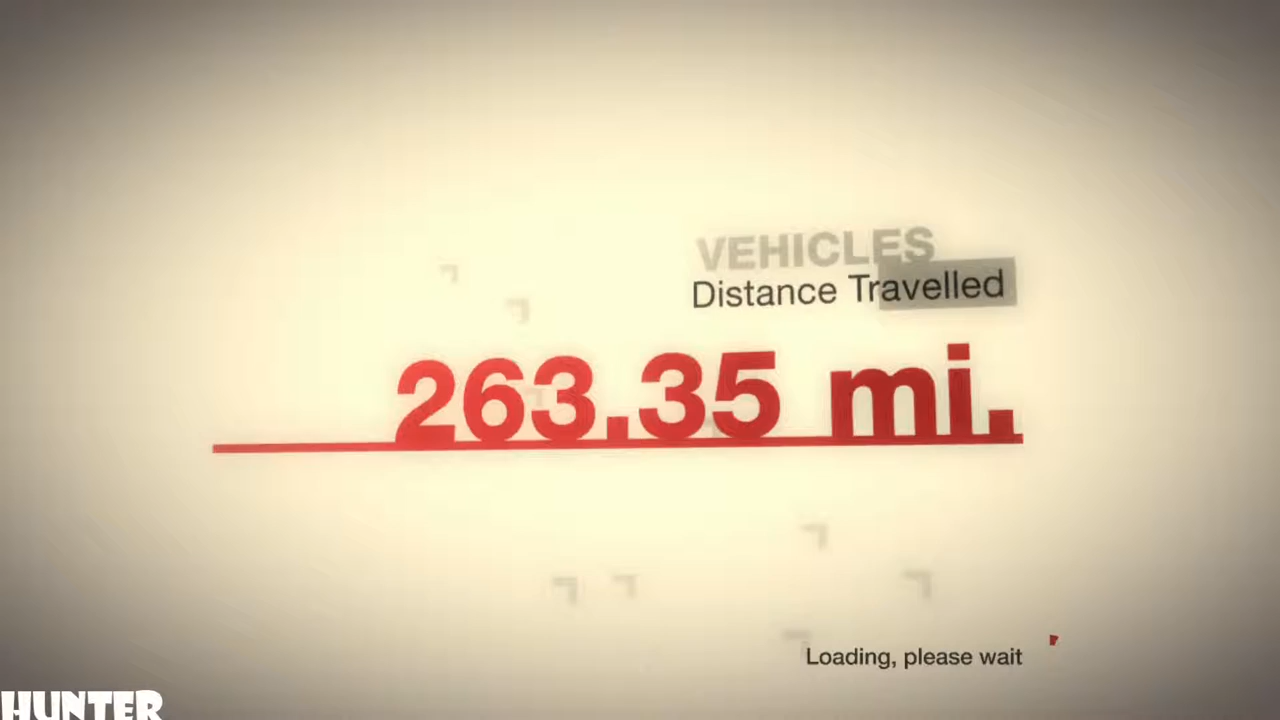 VEHICLES
Distance Travelled
263.35 mi.
Loading, please wait
HUNTER